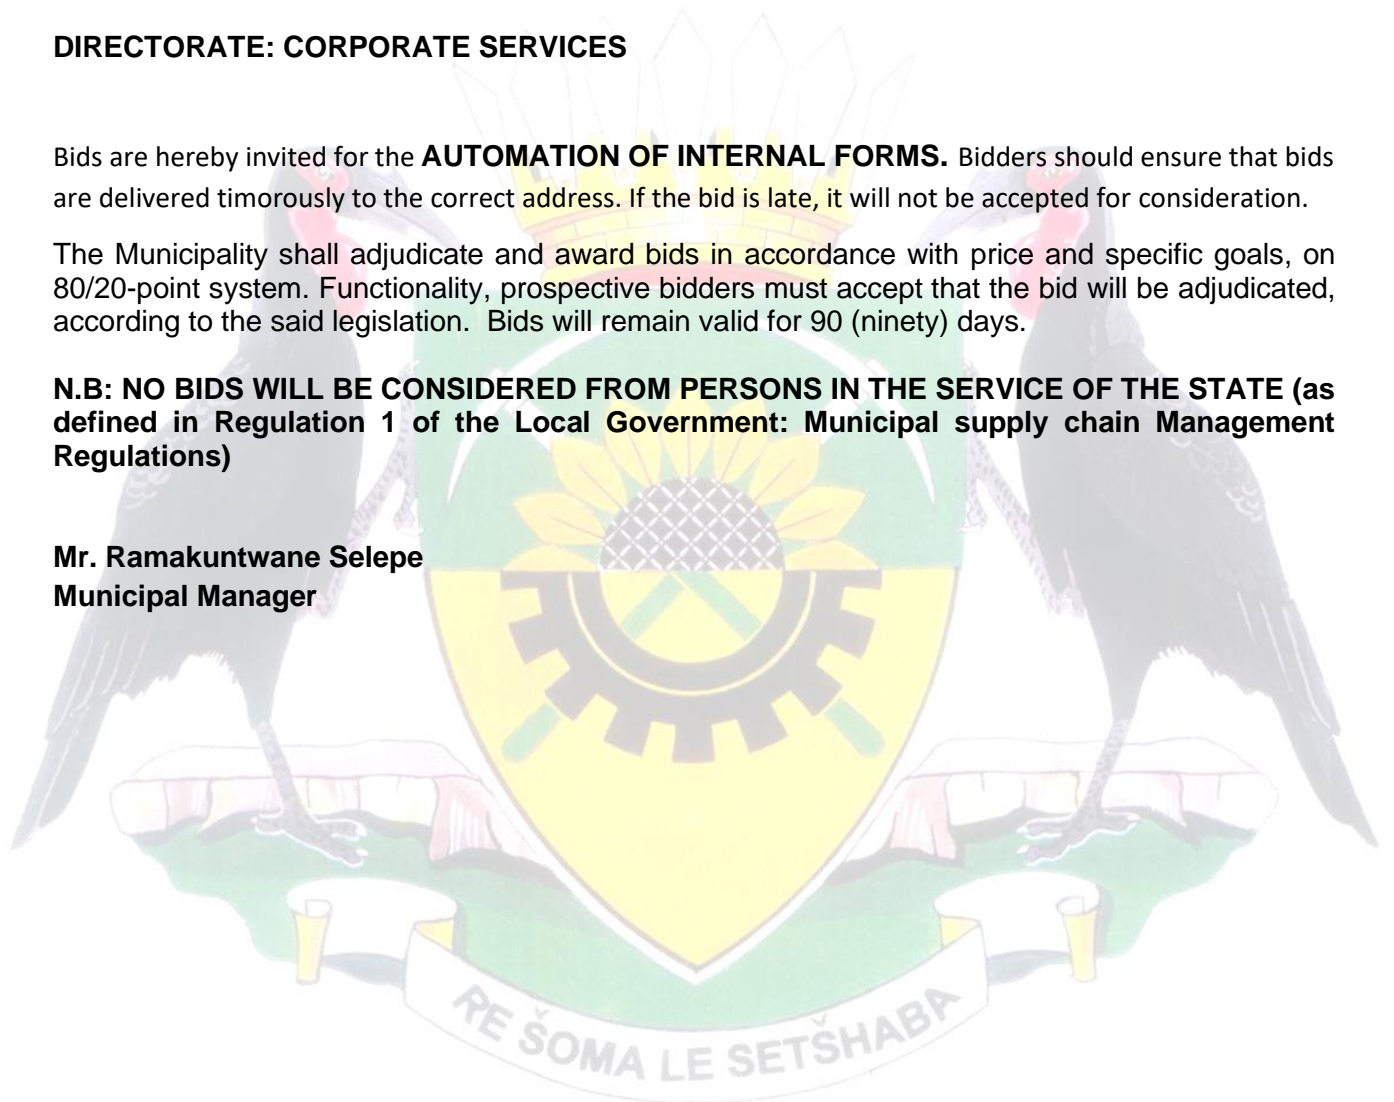 DIRECTORATE: CORPORATE SERVICES
Bids are hereby invited for the AUTOMATION OF INTERNAL FORMS. Bidders should ensure that bids
are delivered timorously to the correct address. If the bid is late, it will not be accepted for consideration.
The Municipality shall adjudicate and award bids in accordance with price and specific goals, on
80/20-point system. Functionality, prospective bidders must accept that the bid will be adjudicated,
according to the said legislation. Bids will remain valid for 90 (ninety) days.
N.B: NO BIDS WILL BE CONSIDERED FROM PERSONS IN THE SERVICE OF THE STATE (as
defined in Regulation 1 of the Local Government: Municipal supply chain Management
Regulations)
Mr. Ramakuntwane Selepe
Municipal Manager
RE ŠOMA LE SETŠHABA